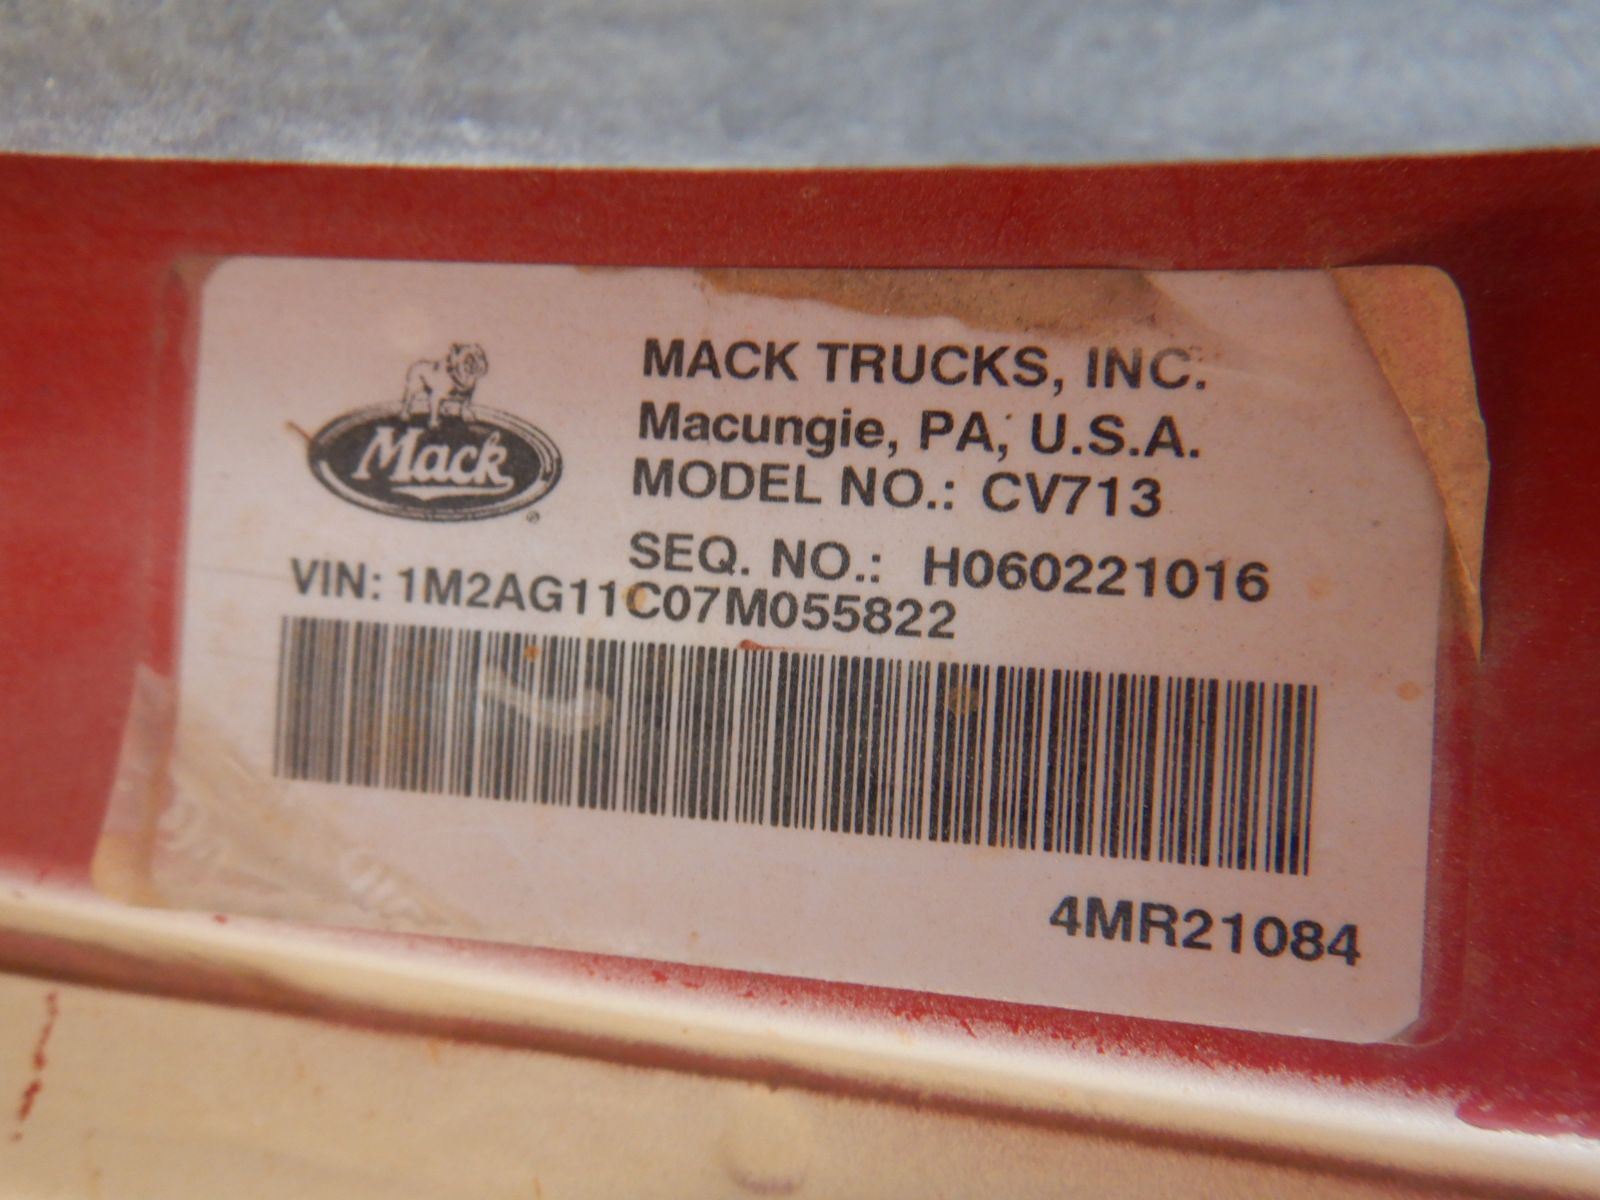 Mack
MACK TRUCKS, INC.
Macungie, PA, U.S.A.
MODEL NO.: CV713
SEQ. NO.: H060221016
VIN: 1M2AG11C07M055822
4MR21084